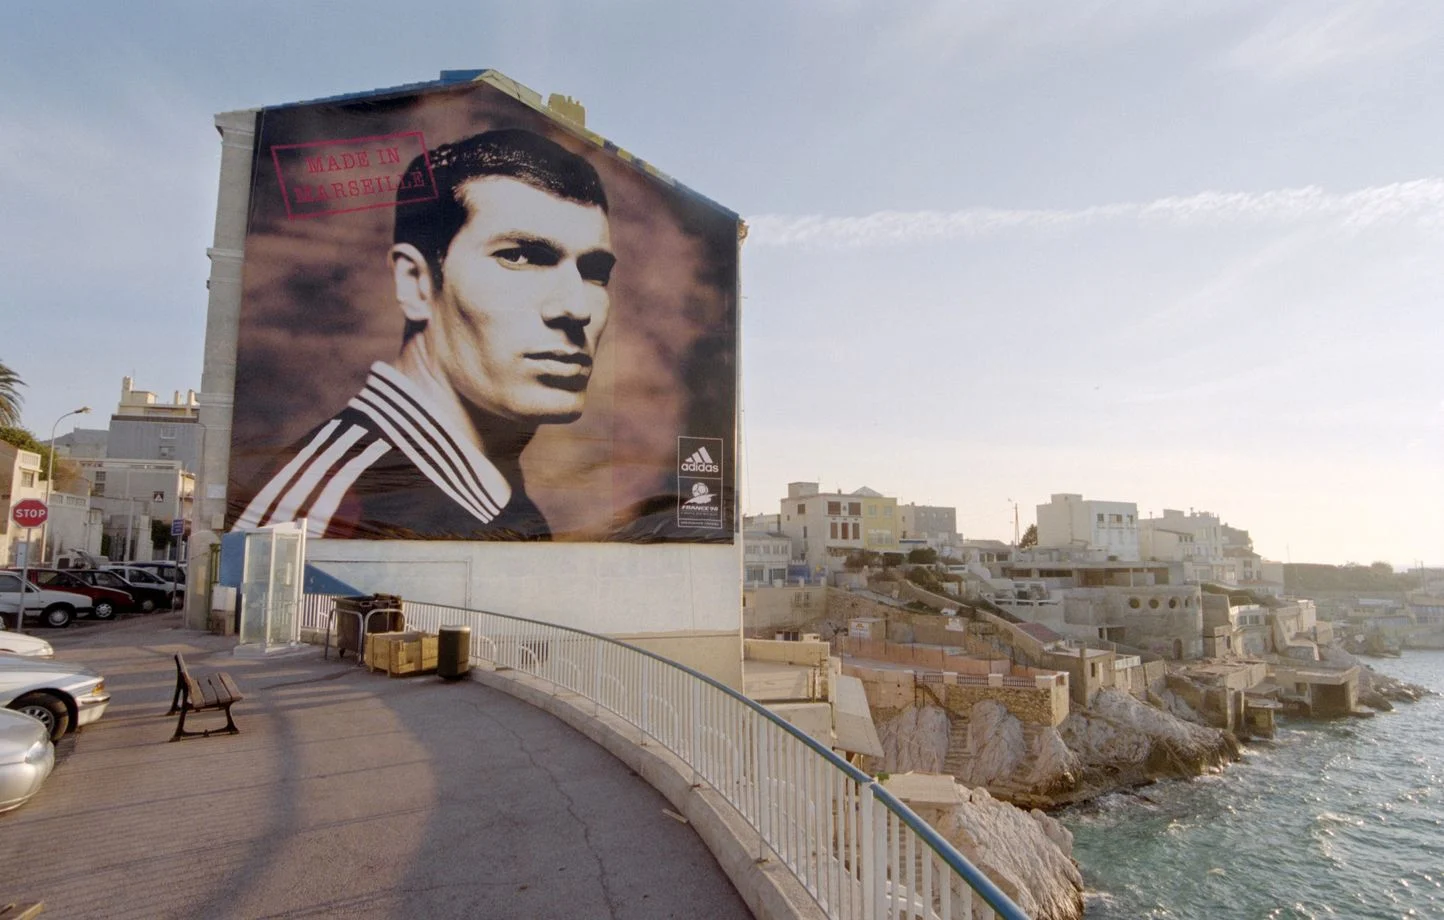 MADE IN
MARSEILLE
STOP
adidas
FRANCE 98